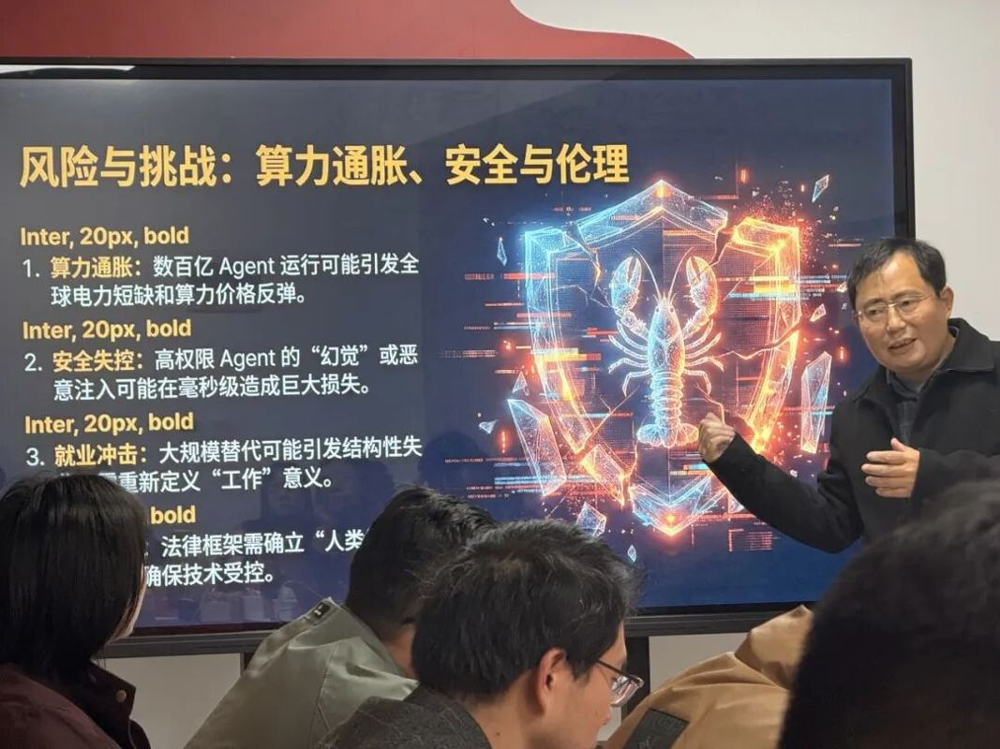 风险与挑战：算力通胀、安全与伦理
Inter, 20px, bold
1. 算力通胀：数百亿 Agent 运行可能引发全
球电力短缺和算力价格反弹。
Inter, 20px, bold
2. 安全失控：高权限 Agent 的“幻觉”或恶
意注入可能在毫秒级造成巨大损失。
Inter, 20px, bold
3. 就业冲击：大规模替代可能引发结构性失
重新定义“工作”意义。
bold
法律框架需确立“人类
确保技术受控。